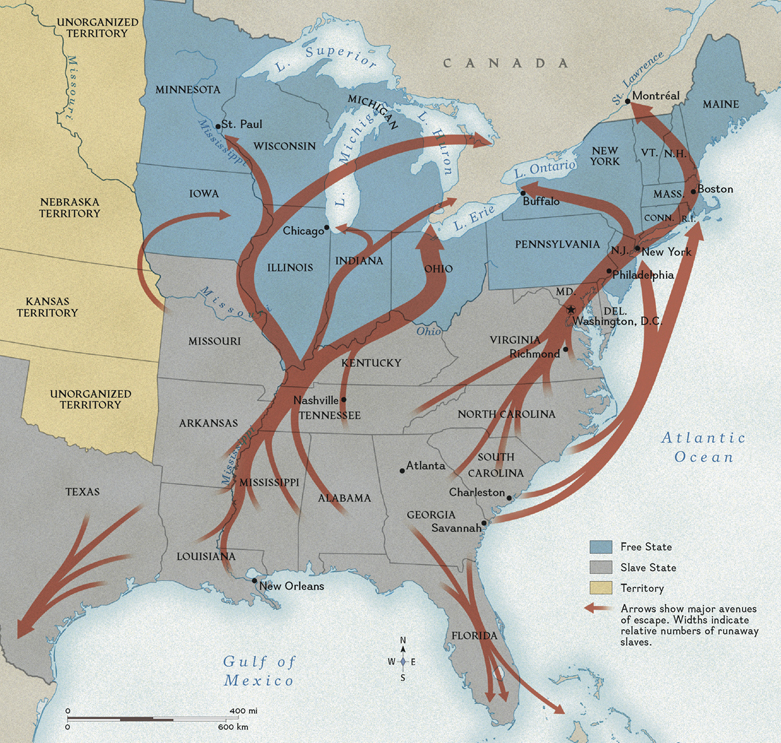 UNORGANIZED
TERRITORY
Missouri
L. Superior
CANADA
St. Lawrence
Montréal
MAINE
MINNESOTA
St. Paul
Mississippi
WISCONSIN
MICHIGAN
L. Michigan
L. Huron
L. Ontario
NEW
YORK
VT.
N.H.
MASS.
Boston
CONN.
R.I.
IOWA
NEBRASKA
TERRITORY
Chicago
L. Erie
Buffalo
PENNSYLVANIA
N.J.
New York
Philadelphia
ILLINOIS
INDIANA
OHIO
MD.
DEL.
Washington, D.C.
KANSAS
TERRITORY
Missouri
MISSOURI
Ohio
VIRGINIA
Richmond
KENTUCKY
UNORGANIZED
TERRITORY
Nashville
TENNESSEE
NORTH CAROLINA
ARKANSAS
Mississippi
Atlantic
Ocean
Atlanta
SOUTH
CAROLINA
Charleston
TEXAS
MISSISSIPPI
ALABAMA
GEORGIA
Savannah
LOUISIANA
New Orleans
FLORIDA
Gulf of
Mexico
N
W E
S
Free State
Slave State
Territory
Arrows show major avenues
of escape. Widths indicate
relative numbers of runaway
slaves.
0 400 mi
0 600 km